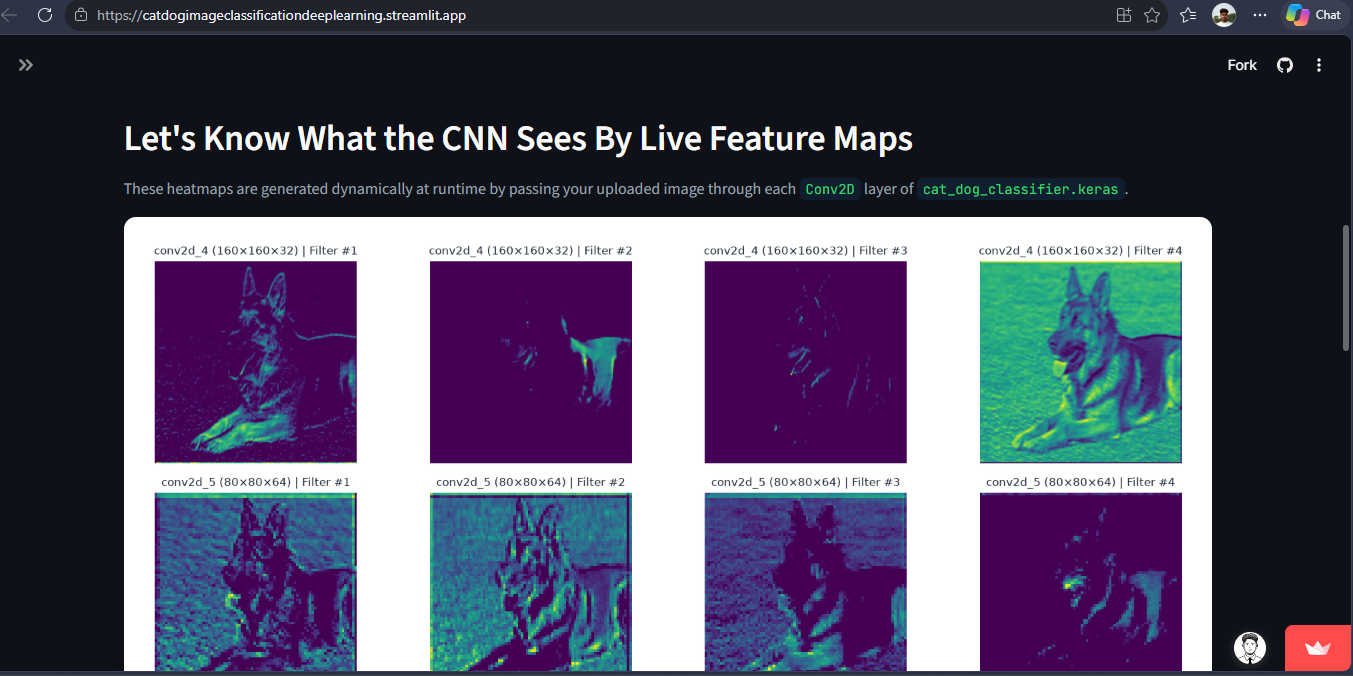 https://catdogimageclassificationdeeplearning.streamlit.app
Chat
Fork
Let's Know What the CNN Sees By Live Feature Maps
These heatmaps are generated dynamically at runtime by passing your uploaded image through each Conv2D layer of cat_dog_classifier.keras.
conv2d_4 (160×160×32) | Filter #1
conv2d_4 (160×160×32) | Filter #2
conv2d_4 (160×160×32) | Filter #3
conv2d_4 (160×160×32) | Filter #4
conv2d_5 (80×80×64) | Filter #1
conv2d_5 (80×80×64) | Filter #2
conv2d_5 (80×80×64) | Filter #3
conv2d_5 (80×80×64) | Filter #4